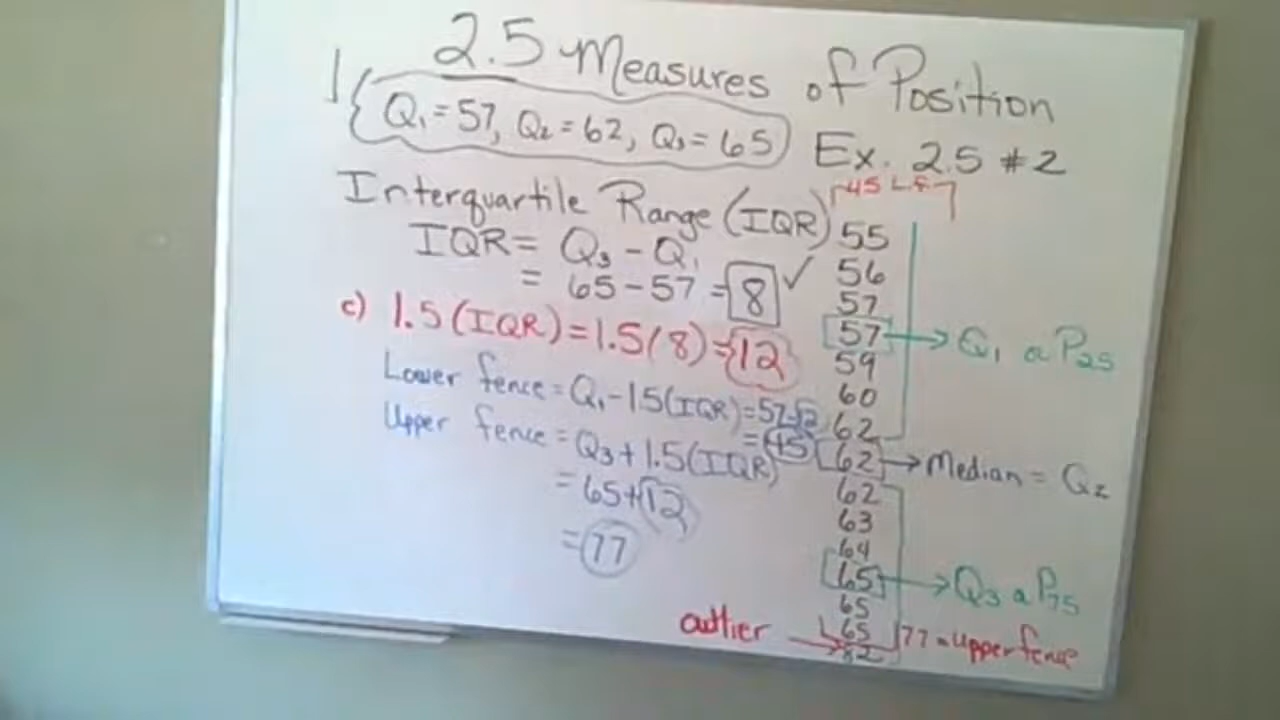 2.5 Measures of Position
Q₁ = 57, Q₂ = 62, Q₃ = 65
Ex. 2.5 #2
Interquartile Range (IQR)
IQR = Q₃ - Q₁
= 65 - 57 = 8 ✓
c) 1.5 (IQR) = 1.5(8) = 12
Lower fence = Q₁ - 1.5(IQR) = 57-12
= 45
Upper fence = Q₃ + 1.5(IQR)
= 65+12
= 77
45 L.F
55
56
57
57 → Q₁ a P₂₅
59
60
62
62 → Median = Q₂
62
63
64
65 → Q₃ a P₇₅
65
65
77 = Upper fence
outlier → 82